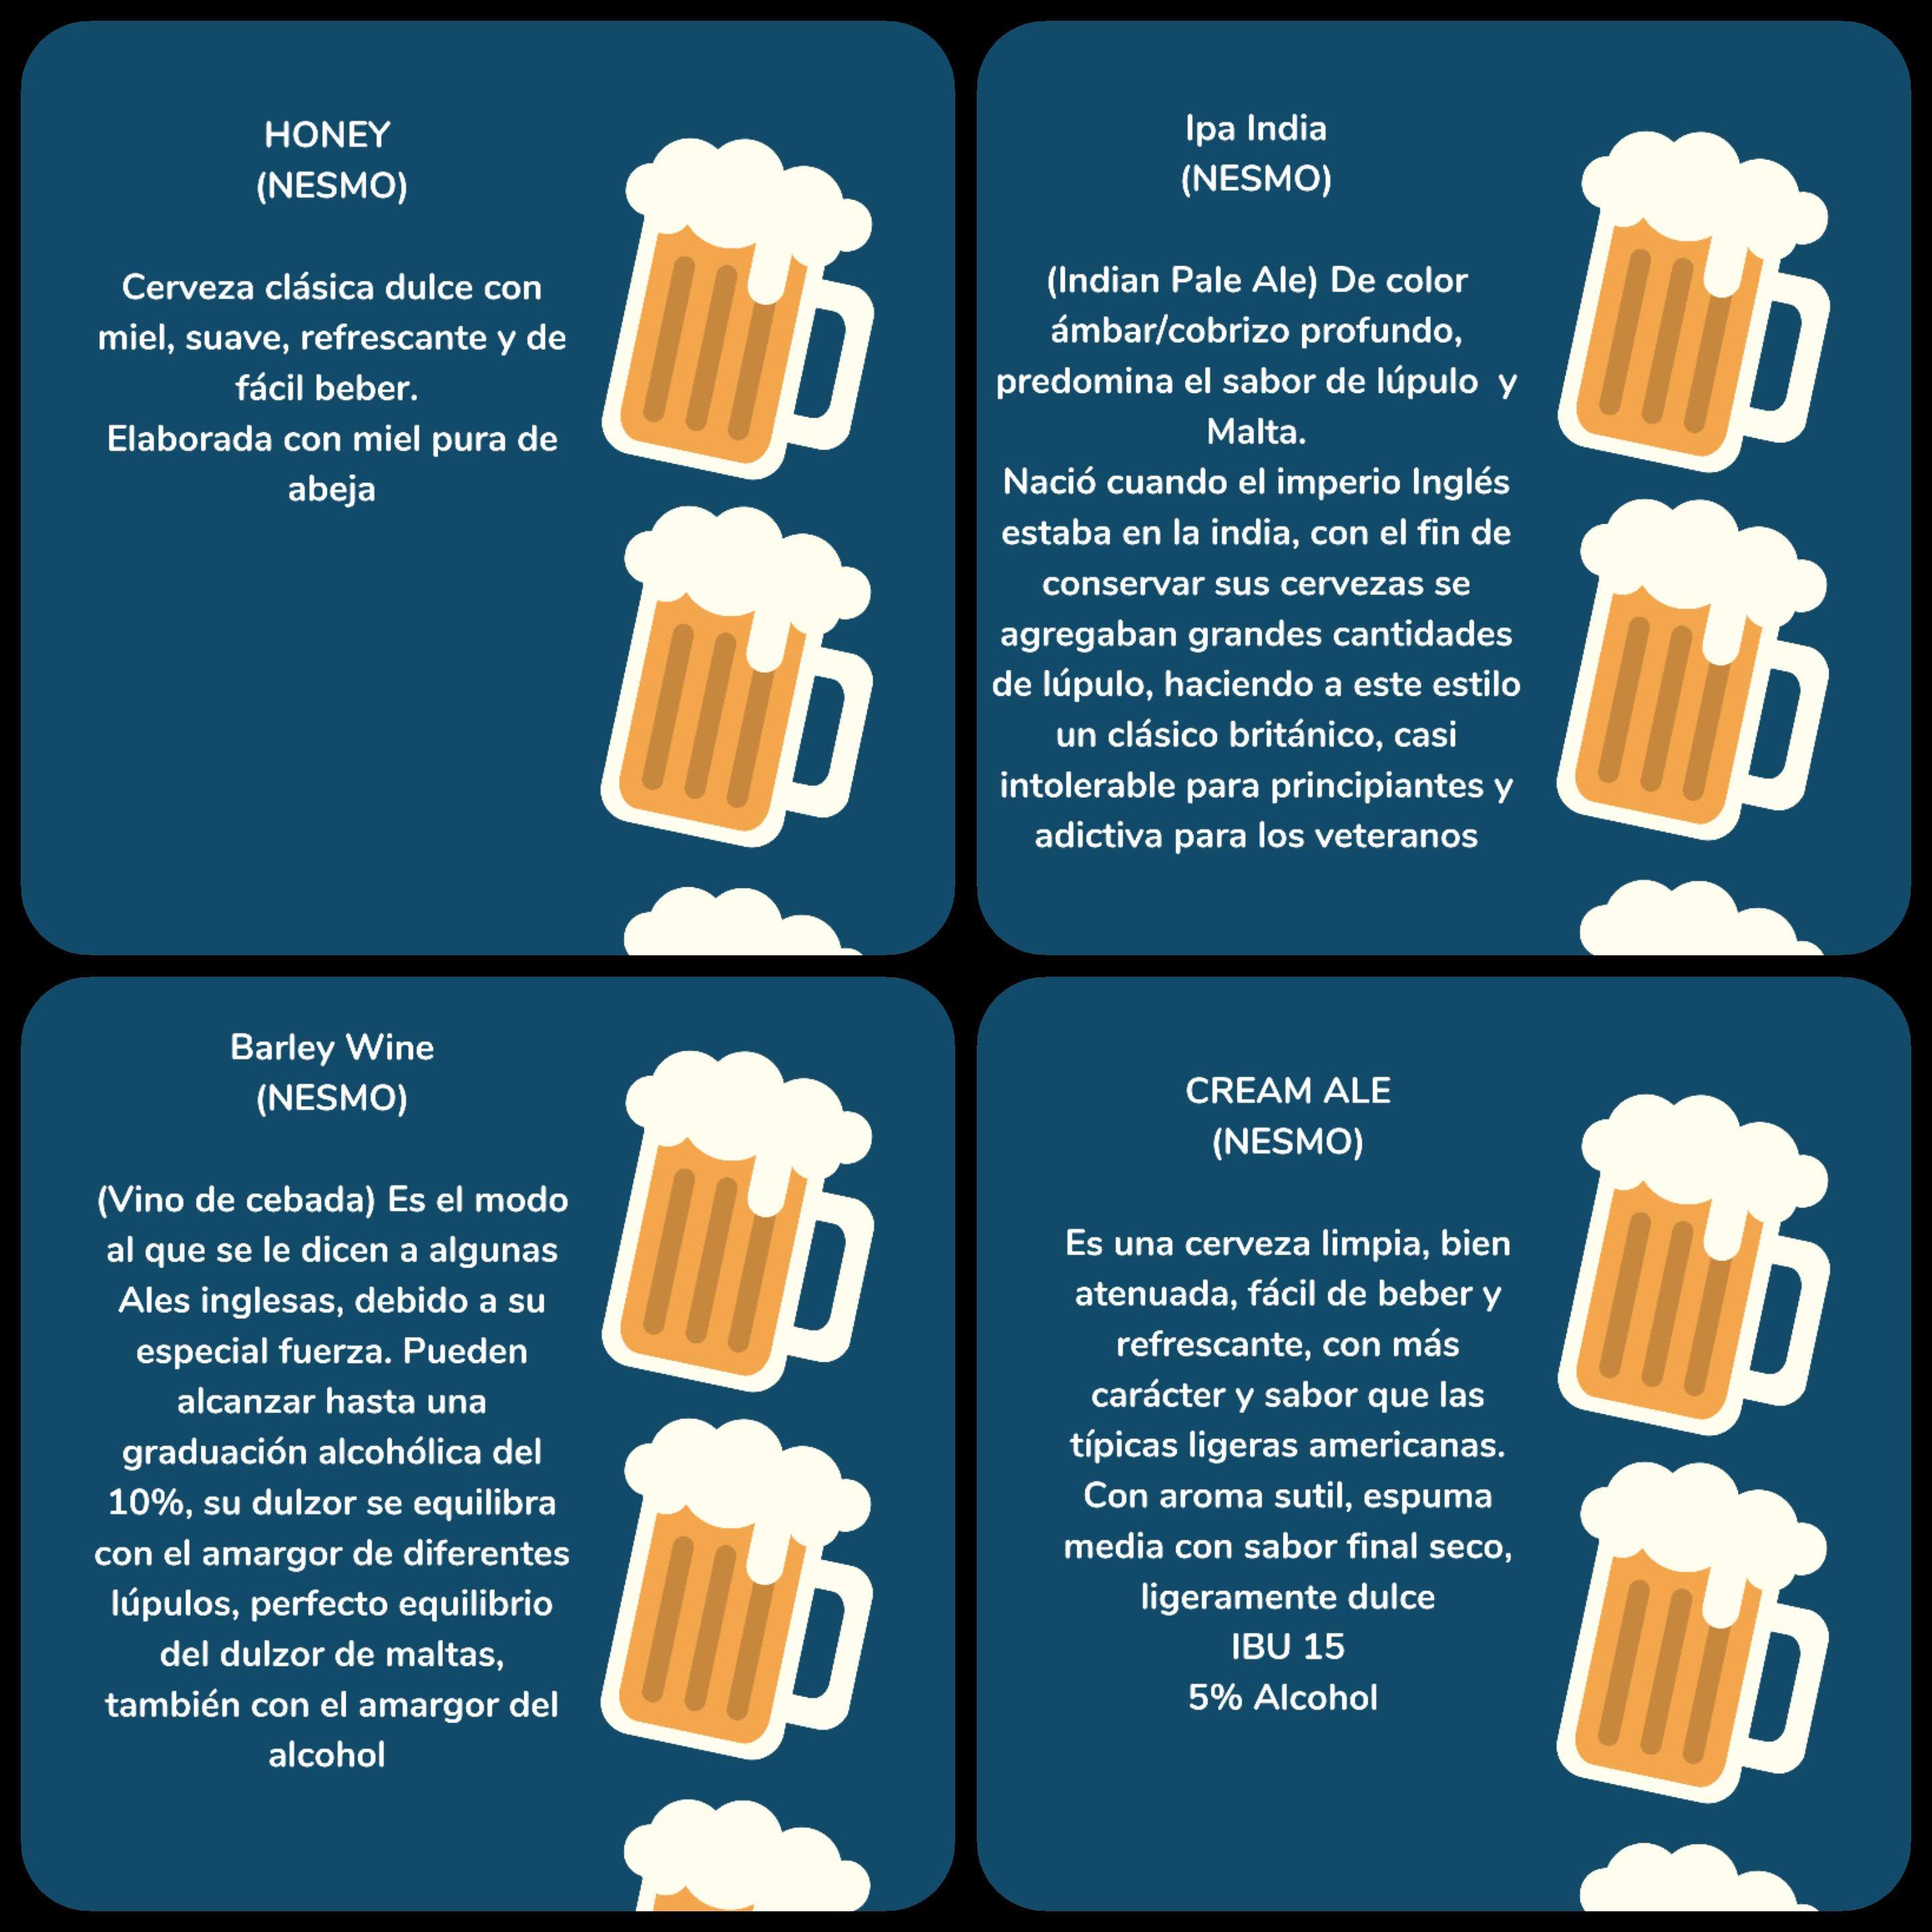 HONEY
(NESMO)
Cerveza clásica dulce con
miel, suave, refrescante y de
fácil beber.
Elaborada con miel pura de
abeja
Ipa India
(NESMO)
(Indian Pale Ale) De color
ámbar/cobrizo profundo,
predomina el sabor de lúpulo  y
Malta.
Nació cuando el imperio Inglés
estaba en la india, con el fin de
conservar sus cervezas se
agregaban grandes cantidades
de lúpulo, haciendo a este estilo
un clásico británico, casi
intolerable para principiantes y
adictiva para los veteranos
Barley Wine
(NESMO)
(Vino de cebada) Es el modo
al que se le dicen a algunas
Ales inglesas, debido a su
especial fuerza. Pueden
alcanzar hasta una
graduación alcohólica del
10%, su dulzor se equilibra
con el amargor de diferentes
lúpulos, perfecto equilibrio
del dulzor de maltas,
también con el amargor del
alcohol
CREAM ALE
(NESMO)
Es una cerveza limpia, bien
atenuada, fácil de beber y
refrescante, con más
carácter y sabor que las
típicas ligeras americanas.
Con aroma sutil, espuma
media con sabor final seco,
ligeramente dulce
IBU 15
5% Alcohol